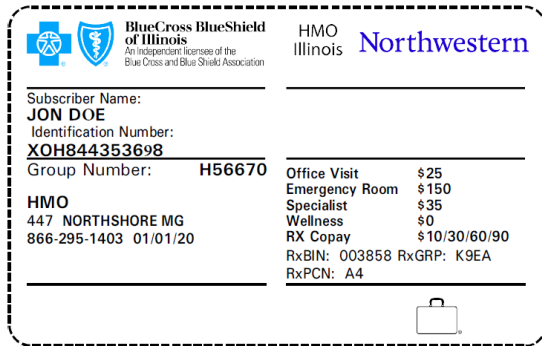 BlueCross BlueShield
of Illinois
An Independent licensee of the
Blue Cross and Blue Shield Association
HMO
Illinois
Northwestern
Subscriber Name:
JON DOE
Identification Number:
XOH844353698
Group Number: H56670
HMO
447 NORTHSHORE MG
866-295-1403 01/01/20
Office Visit $25
Emergency Room $150
Specialist $35
Wellness $0
RX Copay $10/30/60/90
RxBIN: 003858 RxGRP: K9EA
RxPCN: A4